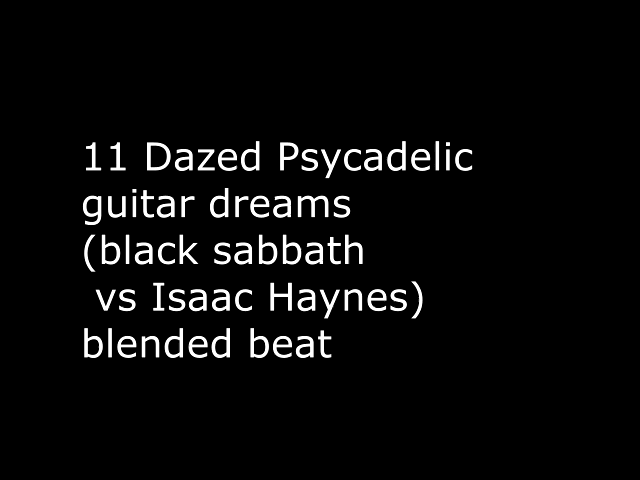 11 Dazed Psycadelic
guitar dreams
(black sabbath
vs Isaac Haynes)
blended beat